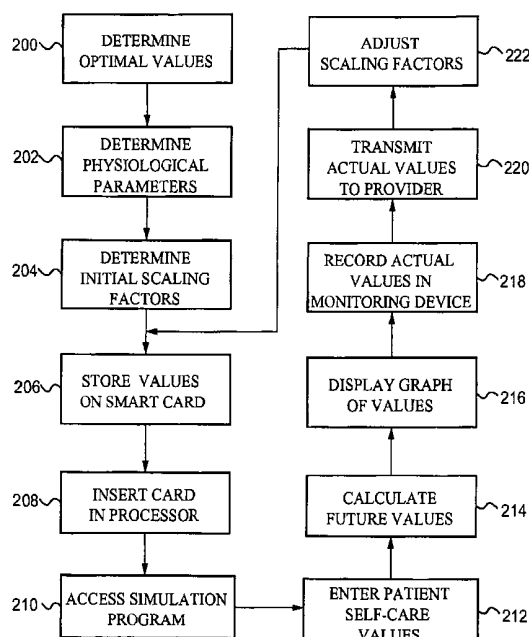 200
DETERMINE
OPTIMAL VALUES
202
DETERMINE
PHYSIOLOGICAL
PARAMETERS
204
DETERMINE
INITIAL SCALING
FACTORS
206
STORE VALUES
ON SMART CARD
208
INSERT CARD
IN PROCESSOR
210
ACCESS SIMULATION
PROGRAM
ENTER PATIENT
SELF-CARE
VALUES
212
CALCULATE
FUTURE VALUES
214
DISPLAY GRAPH
OF VALUES
216
RECORD ACTUAL
VALUES IN
MONITORING DEVICE
218
TRANSMIT
ACTUAL VALUES
TO PROVIDER
220
ADJUST
SCALING FACTORS
222